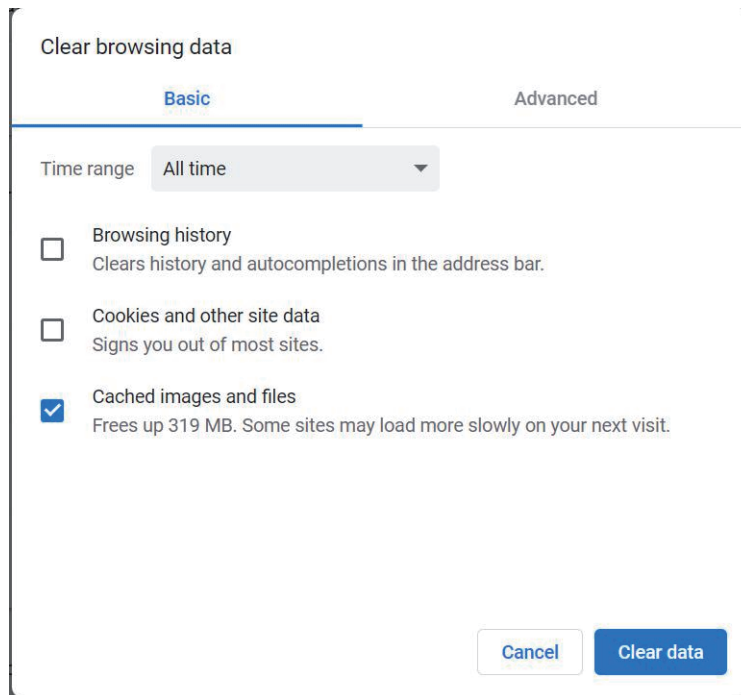 Clear browsing data
Basic
Advanced
Time range
All time
Browsing history
Clears history and autocompletions in the address bar.
Cookies and other site data
Signs you out of most sites.
Cached images and files
Frees up 319 MB. Some sites may load more slowly on your next visit.
Cancel
Clear data